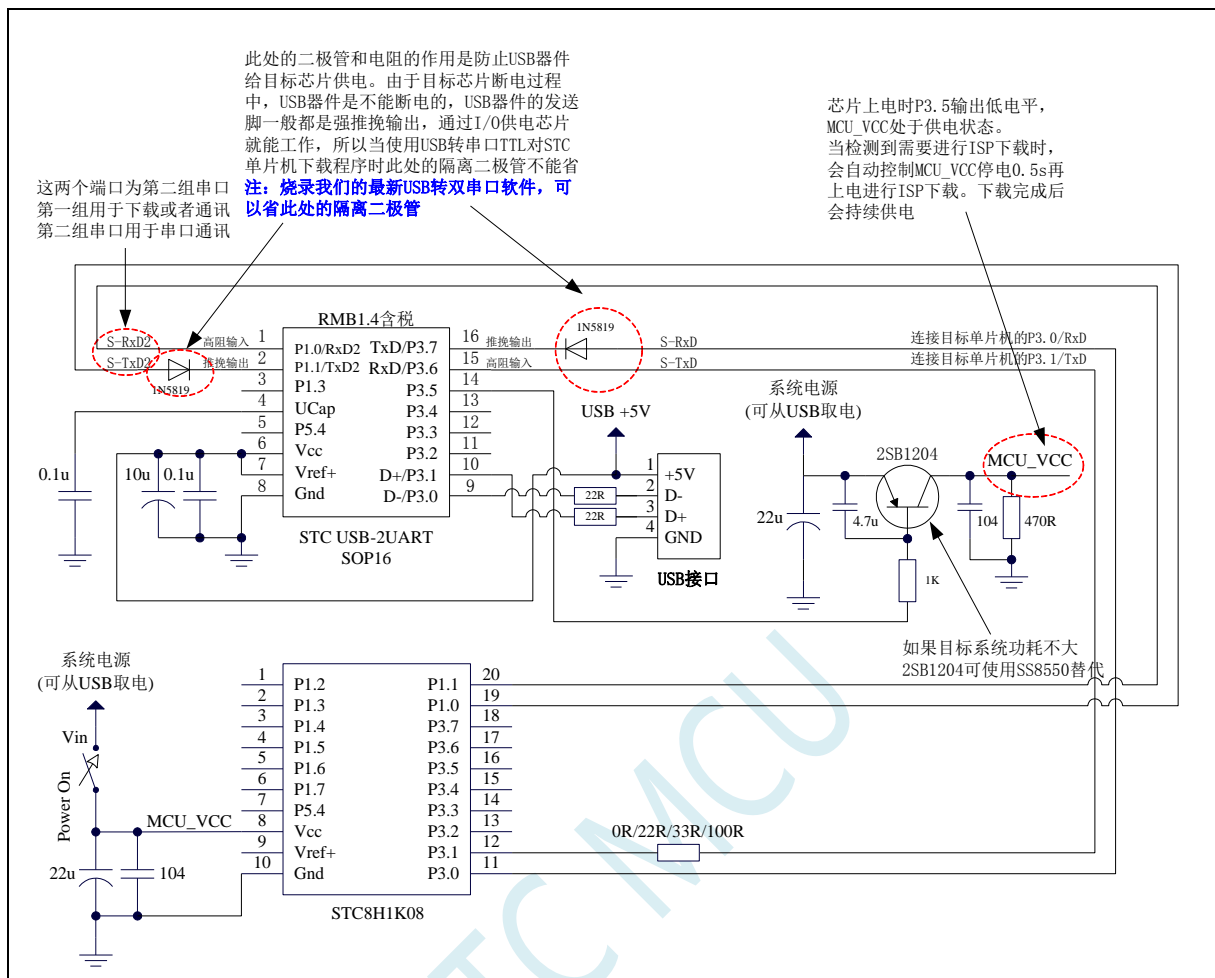 此处的二极管和电阻的作用是防止USB器件
给目标芯片供电。由于目标芯片断电过程
中，USB器件是不能断电的，USB器件的发送
脚一般都是强推挽输出，通过I/O供电芯片
就能工作，所以当使用USB转串口TTL对STC
单片机下载程序时此处的隔离二极管不能省
注：烧录我们的最新USB转双串口软件，可
以省此处的隔离二极管
芯片上电时P3.5输出低电平，
MCU_VCC处于供电状态。
当检测到需要进行ISP下载时，
会自动控制MCU_VCC停电0.5s再
上电进行ISP下载。下载完成后
会持续供电
这两个端口为第二组串口
第一组用于下载或者通讯
第二组串口用于串口通讯
RMB1.4含税
S-RxD2
高阻输入
1
P1.0/RxD2
TxD/P3.7
16
推挽输出
1N5819
S-RxD
连接目标单片机的P3.0/RxD
S-TxD2
1N5819
推挽输出
2
P1.1/TxD2
RxD/P3.6
15
高阻输入
S-TxD
连接目标单片机的P3.1/TxD
3
P1.3
P3.5
14
4
UCap
P3.4
13
5
P5.4
P3.3
12
6
Vcc
P3.2
11
7
Vref+
D+/P3.1
10
8
Gnd
D-/P3.0
9
STC USB-2UART
SOP16
0.1u
10u
0.1u
USB +5V
22R
22R
1
+5V
2
D-
3
D+
4
GND
USB接口
系统电源
(可从USB取电)
2SB1204
MCU_VCC
22u
4.7u
104
470R
1K
如果目标系统功耗不大
2SB1204可使用SS8550替代
系统电源
(可从USB取电)
Vin
Power On
MCU_VCC
22u
104
1
P1.2
P1.1
20
2
P1.3
P1.0
19
3
P1.4
P3.7
18
4
P1.5
P3.6
17
5
P1.6
P3.5
16
6
P1.7
P3.4
15
7
P5.4
P3.3
14
8
Vcc
P3.2
13
9
Vref+
P3.1
12
10
Gnd
P3.0
11
0R/22R/33R/100R
STC8H1K08
STC MCU